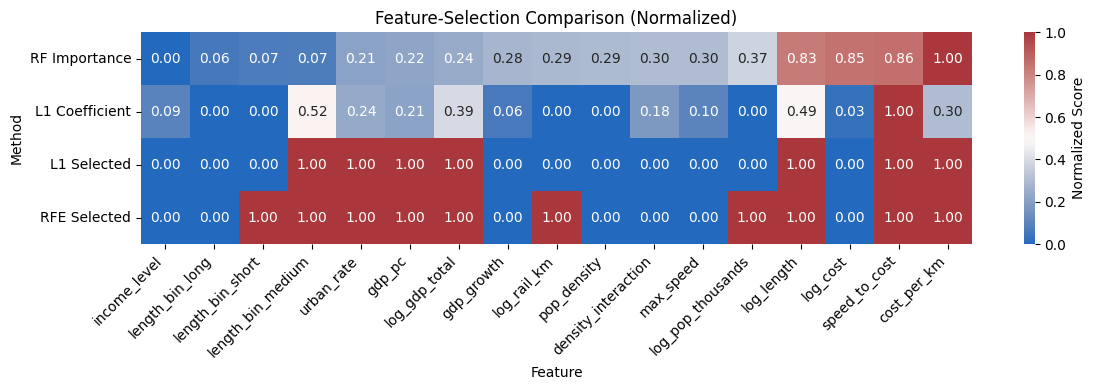 Feature-Selection Comparison (Normalized)
Method
RF Importance 0.00 0.06 0.07 0.07 0.21 0.22 0.24 0.28 0.29 0.29 0.30 0.30 0.37 0.83 0.85 0.86 1.00
L1 Coefficient 0.09 0.00 0.00 0.52 0.24 0.21 0.39 0.06 0.00 0.00 0.18 0.10 0.00 0.49 0.03 1.00 0.30
L1 Selected 0.00 0.00 0.00 1.00 1.00 1.00 1.00 0.00 0.00 0.00 0.00 0.00 0.00 1.00 0.00 1.00 1.00
RFE Selected 0.00 0.00 1.00 1.00 1.00 1.00 1.00 0.00 1.00 0.00 0.00 0.00 1.00 1.00 0.00 1.00 1.00
income_level
length_bin_long
length_bin_short
length_bin_medium
urban_rate
gdp_pc
log_gdp_total
gdp_growth
log_rail_km
pop_density
density_interaction
max_speed
log_pop_thousands
log_length
log_cost
speed_to_cost
cost_per_km
Feature
1.0
0.8
0.6
0.4
0.2
0.0
Normalized Score